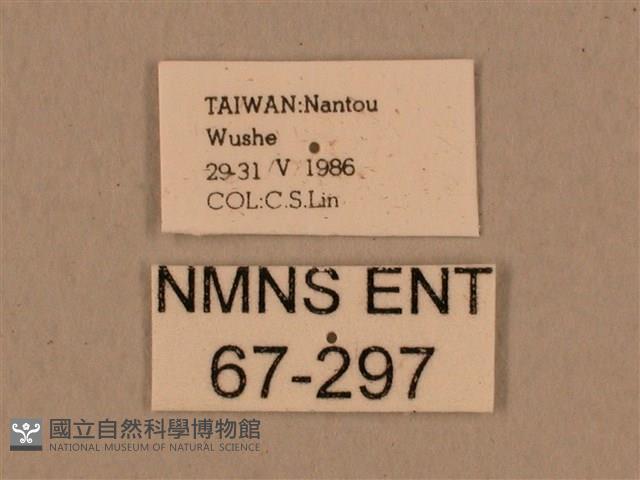 TAIWAN:Nantou
Wushe
29-31 V 1986
COL:C.S.Lin
NMNS ENT
67-297
國立自然科學博物館
NATIONAL MUSEUM OF NATURAL SCIENCE